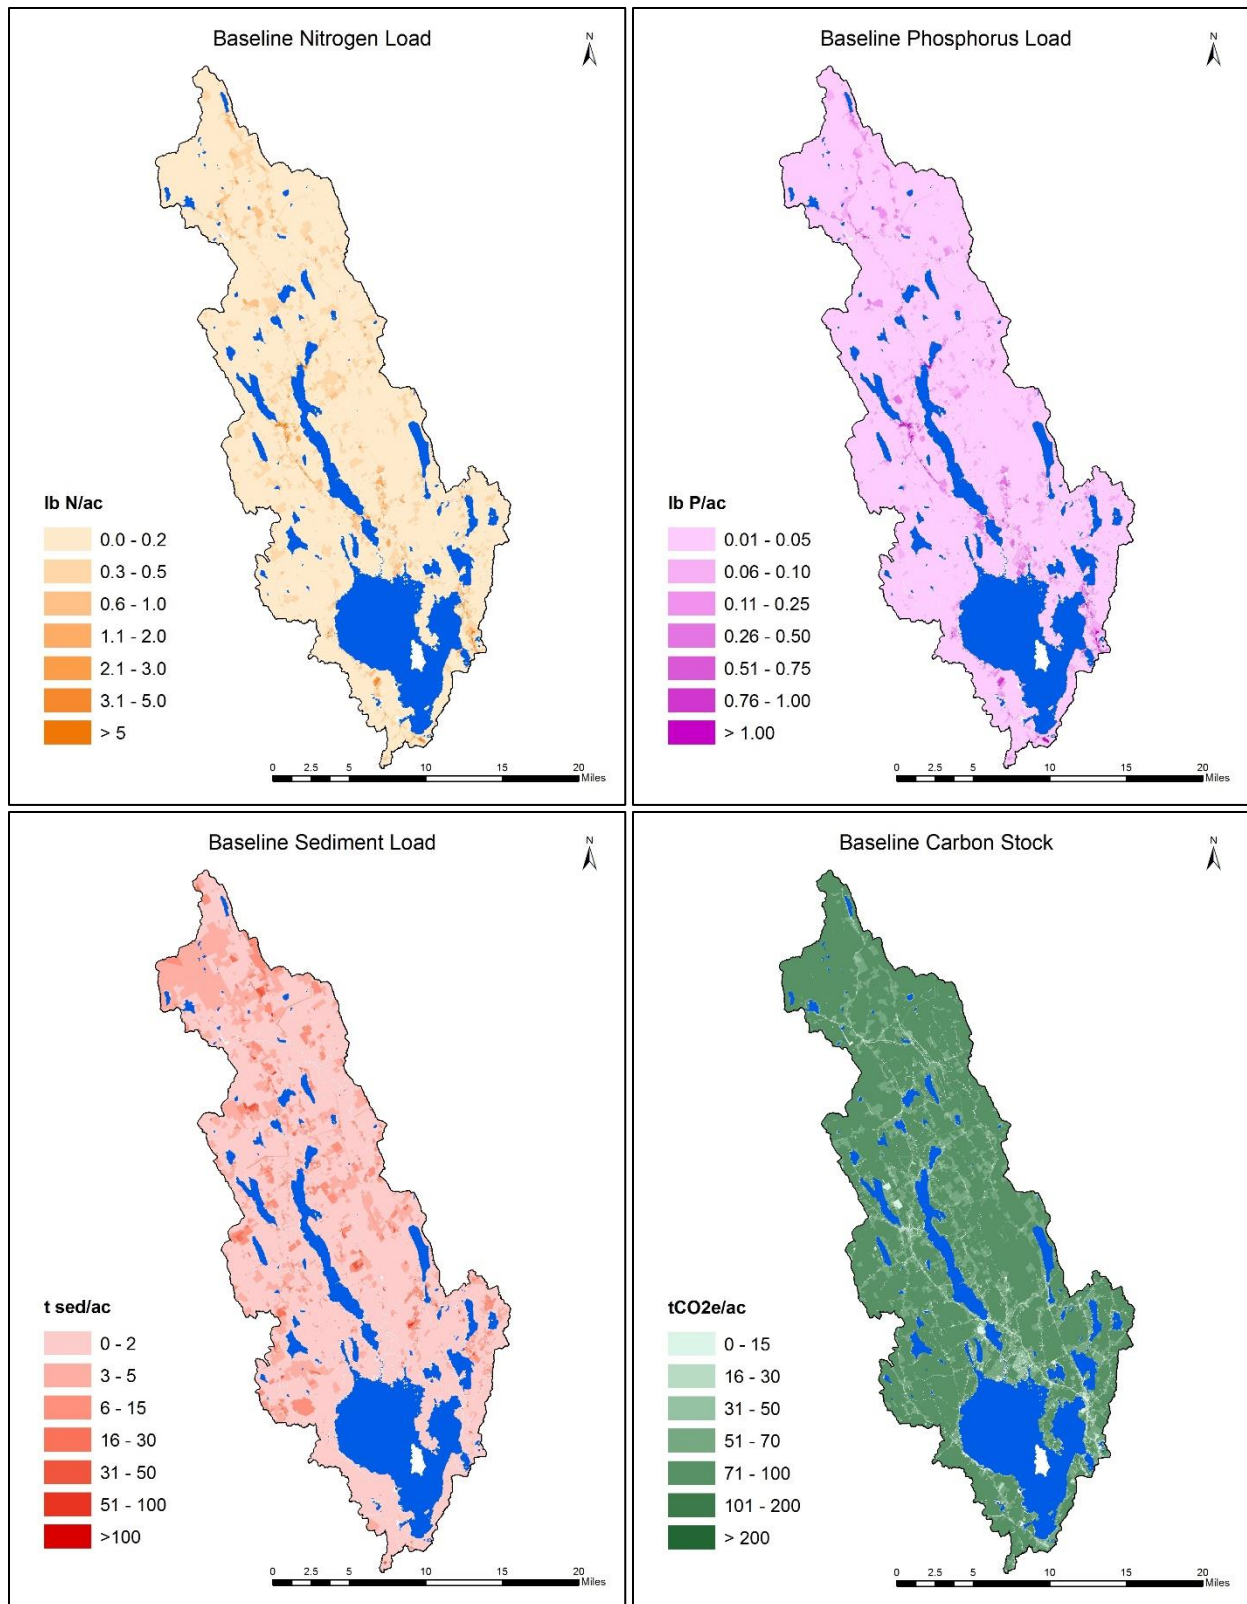 Baseline Nitrogen Load
N
lb N/ac
0.0 - 0.2
0.3 - 0.5
0.6 - 1.0
1.1 - 2.0
2.1 - 3.0
3.1 - 5.0
> 5
0 2.5 5 10 15 20
Miles
Baseline Phosphorus Load
N
lb P/ac
0.01 - 0.05
0.06 - 0.10
0.11 - 0.25
0.26 - 0.50
0.51 - 0.75
0.76 - 1.00
> 1.00
0 2.5 5 10 15 20
Miles
Baseline Sediment Load
N
t sed/ac
0 - 2
3 - 5
6 - 15
16 - 30
31 - 50
51 - 100
>100
0 2.5 5 10 15 20
Miles
Baseline Carbon Stock
N
tCO2e/ac
0 - 15
16 - 30
31 - 50
51 - 70
71 - 100
101 - 200
> 200
0 2.5 5 10 15 20
Miles